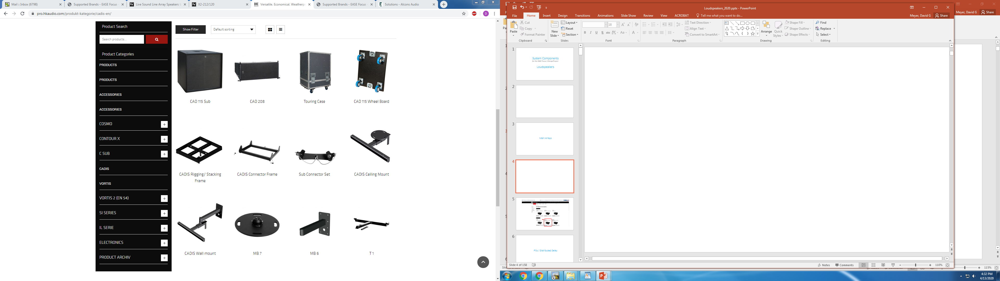 Mail :: Inbox (6798)
Supported Brands - EASE Focus
Live Sound Line Array Speakers
X2-212/120
Versatile. Economical. Weatherp
Supported Brands - EASE Focus
Solutions - Alcons Audio
pro.hkaudio.com/produkt-kategorie/cadis-en/
ABP
D
Product Search
Search products...
Product Categories
PRODUCTS
PRODUCTS
ACCESSORIES
ACCESSORIES
COSMO
CONTOUR X
C SUB
CADIS
VORTIS
VORTIS 2 (EN 54)
SI SERIES
IL SERIE
ELECTRONICS
PRODUCT ARCHIV
Show Filter
Default sorting
CAD 115 Sub
CAD 208
Touring Case
CAD 115 Wheel Board
CADIS Rigging/ Stacking
Frame
CADIS Connector Frame
Sub Connector Set
CADIS Ceiling Mount
CADIS Wall mount
MB 7
MB 6
T 1
Loudspeakers_2020.pptx - PowerPoint
File Home Insert Design Transitions Animations Slide Show Review View ACROBAT Tell me what you want to do...
Meyer, David G Share
Meyer, David G Share
Paste
Cut
Copy
Format Painter
Clipboard
New
Slide
Layout
Reset
Section
Slides
18
B I U S abc AV Aa A
Font
Text Direction
Align Text
Convert to SmartArt
Paragraph
Arrange
Quick
Styles
Shape Fill
Shape Outline
Shape Effects
Drawing
Find
Replace
Select
Editing
1
System Components
for the EASE Focus 3 DesignProject
Loudspeakers
2
3
Main Arrays
4
5
6
Fills / Distributed Delay
Slide 4 of 158
Notes
Comments
110%
115%
4:32 PM
4/13/2020